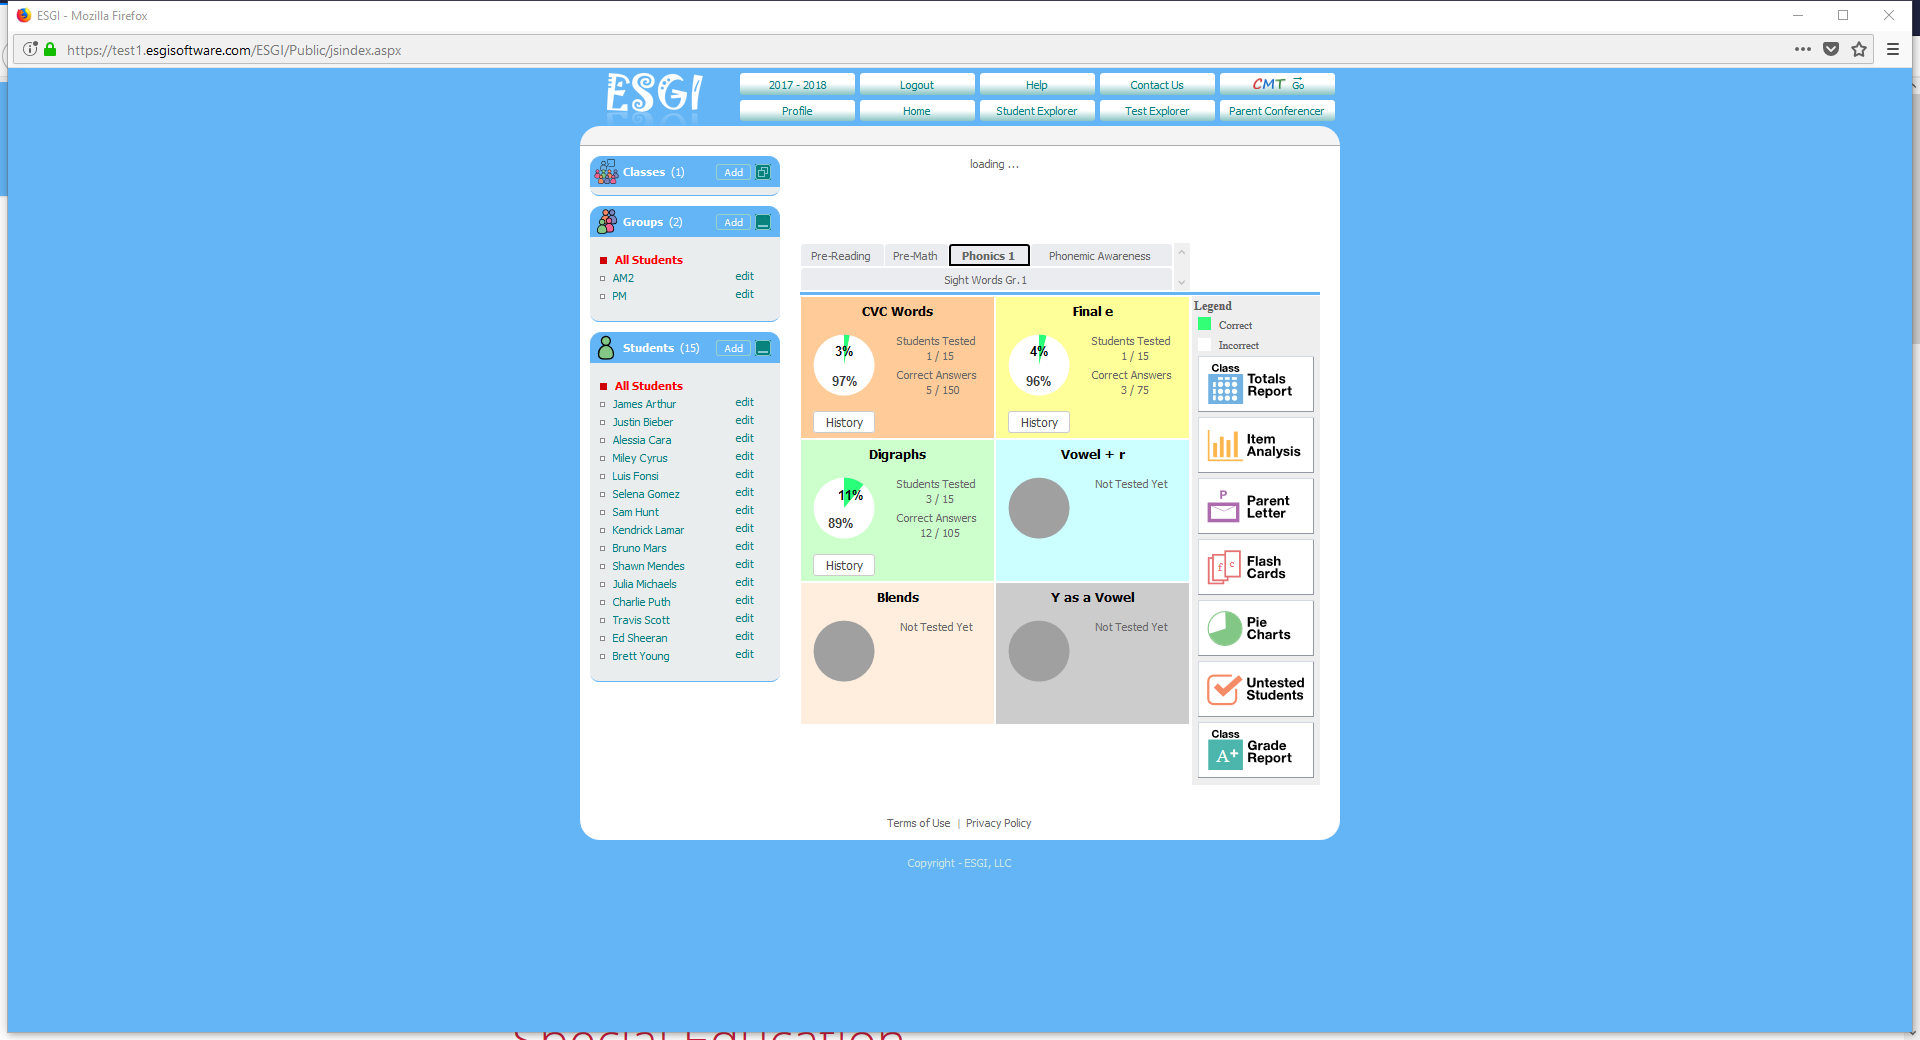 ESGI - Mozilla Firefox
https://test1.esgisoftware.com/ESGI/Public/jsindex.aspx
ESGI
2017 - 2018
Logout
Help
Contact Us
CMT Go
Profile
Home
Student Explorer
Test Explorer
Parent Conferencer
Classes (1) Add
Groups (2) Add
All Students
AM2 edit
PM edit
Students (15) Add
All Students
James Arthur edit
Justin Bieber edit
Alessia Cara edit
Miley Cyrus edit
Luis Fonsi edit
Selena Gomez edit
Sam Hunt edit
Kendrick Lamar edit
Bruno Mars edit
Shawn Mendes edit
Julia Michaels edit
Charlie Puth edit
Travis Scott edit
Ed Sheeran edit
Brett Young edit
loading ...
Pre-Reading
Pre-Math
Phonics 1
Phonemic Awareness
Sight Words Gr.1
CVC Words
3%
97%
Students Tested
1 / 15
Correct Answers
5 / 150
History
Final e
4%
96%
Students Tested
1 / 15
Correct Answers
3 / 75
History
Digraphs
11%
89%
Students Tested
3 / 15
Correct Answers
12 / 105
History
Vowel + r
Not Tested Yet
Blends
Not Tested Yet
Y as a Vowel
Not Tested Yet
Legend
Correct
Incorrect
Class
Totals
Report
Item
Analysis
P
Parent
Letter
f c
Flash
Cards
Pie
Charts
Untested
Students
Class
A+
Grade
Report
Terms of Use | Privacy Policy
Copyright - ESGI, LLC
Special Education